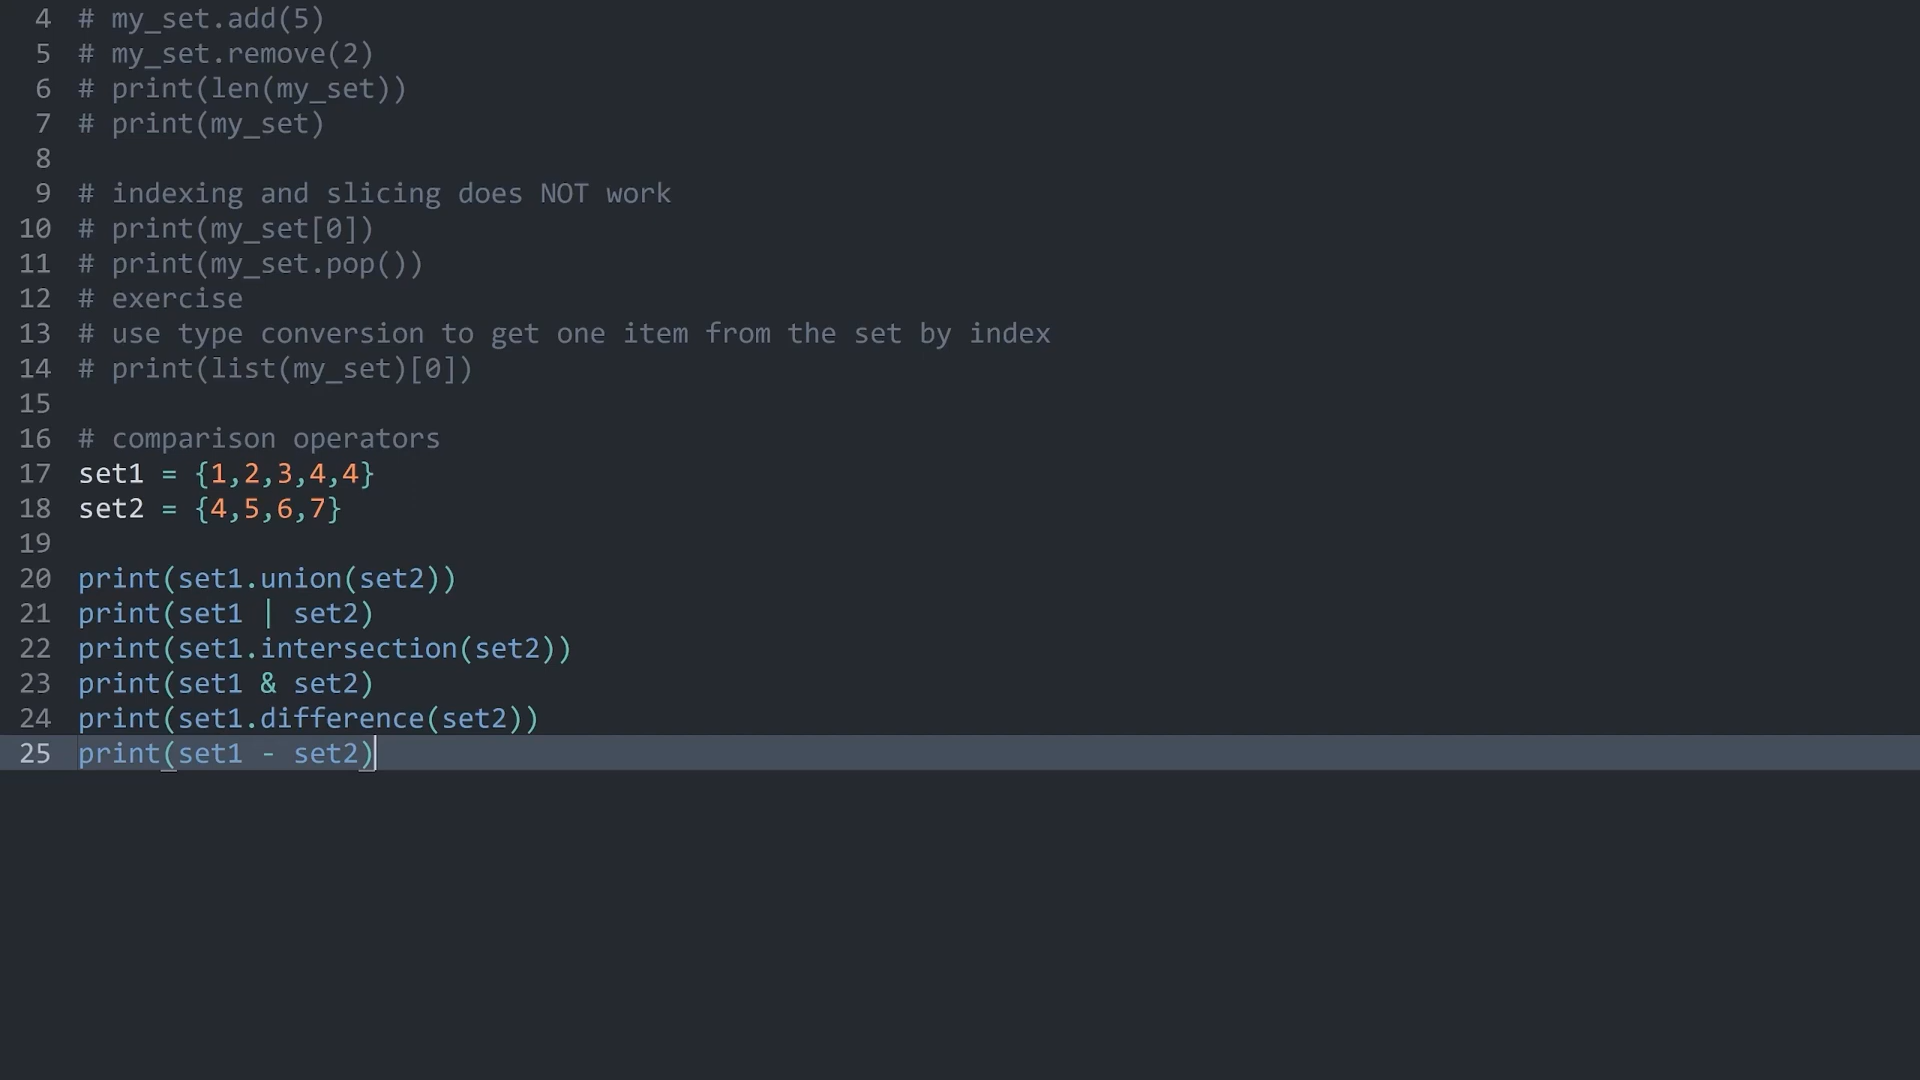 4 # my_set.add(5)
5 # my_set.remove(2)
6 # print(len(my_set))
7 # print(my_set)
8
9 # indexing and slicing does NOT work
10 # print(my_set[0])
11 # print(my_set.pop())
12 # exercise
13 # use type conversion to get one item from the set by index
14 # print(list(my_set)[0])
15
16 # comparison operators
17 set1 = {1,2,3,4,4}
18 set2 = {4,5,6,7}
19
20 print(set1.union(set2))
21 print(set1 | set2)
22 print(set1.intersection(set2))
23 print(set1 & set2)
24 print(set1.difference(set2))
25 print(set1 - set2)